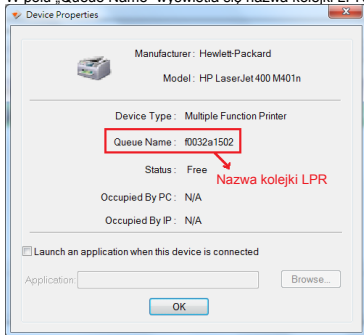 W polu „Queue Name” wyświetla się nazwa kolejki LPR
Device Properties
Manufacturer : Hewlett-Packard
Model : HP LaserJet 400 M401n
Device Type : Multiple Function Printer
Queue Name : f0032a1502
Status : Free
Nazwa kolejki LPR
Occupied By PC : N/A
Occupied By IP : N/A
Launch an application when this device is connected
Application: Browse...
OK